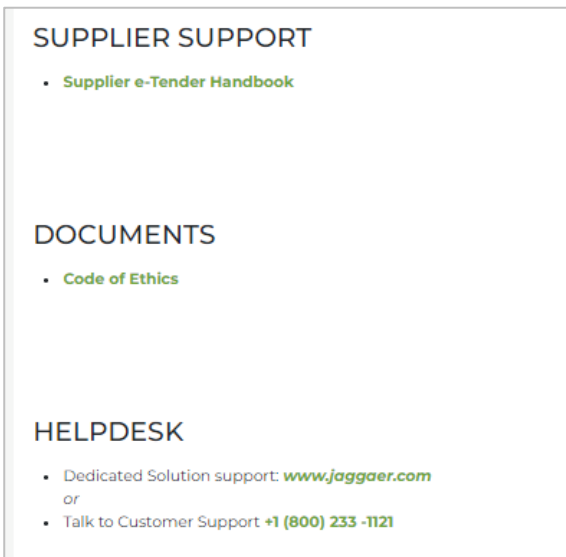 SUPPLIER SUPPORT
• Supplier e-Tender Handbook
DOCUMENTS
• Code of Ethics
HELPDESK
• Dedicated Solution support: www.jaggaer.com
or
• Talk to Customer Support +1 (800) 233 -1121